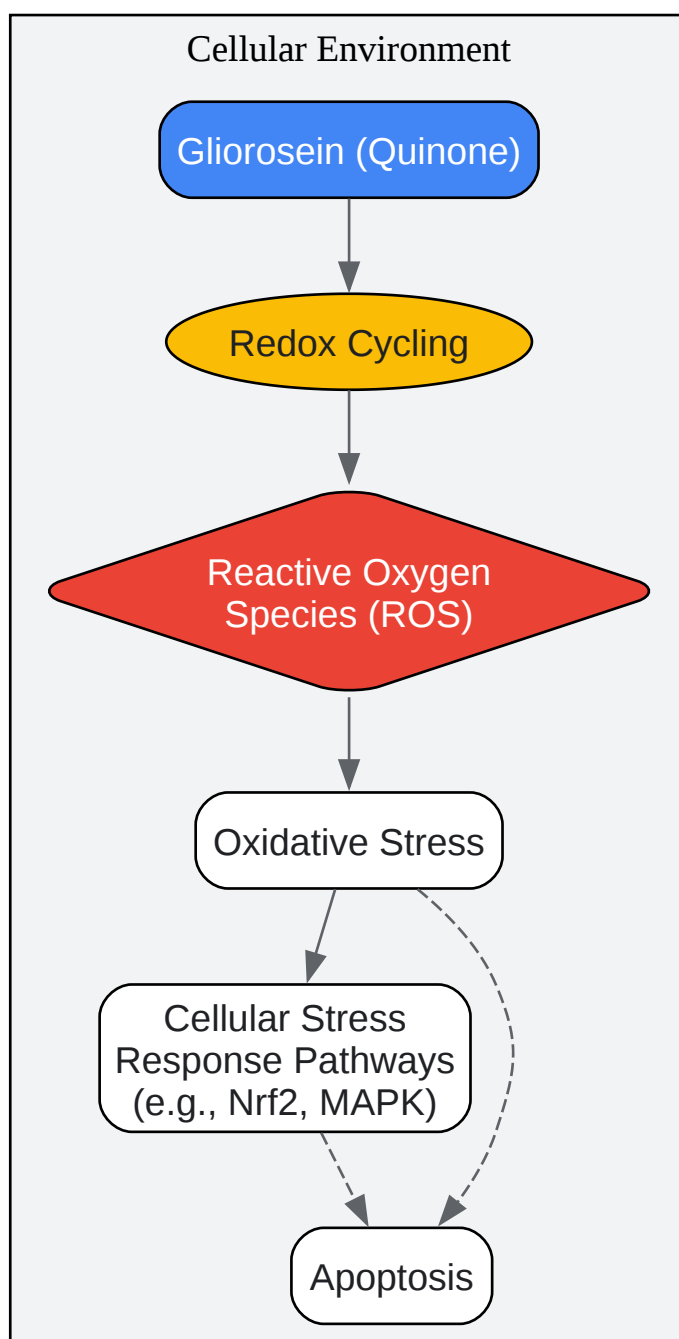 Cellular Environment
Gliorosein (Quinone)
Redox Cycling
Reactive Oxygen
Species (ROS)
Oxidative Stress
Cellular Stress
Response Pathways
(e.g., Nrf2, MAPK)
Apoptosis